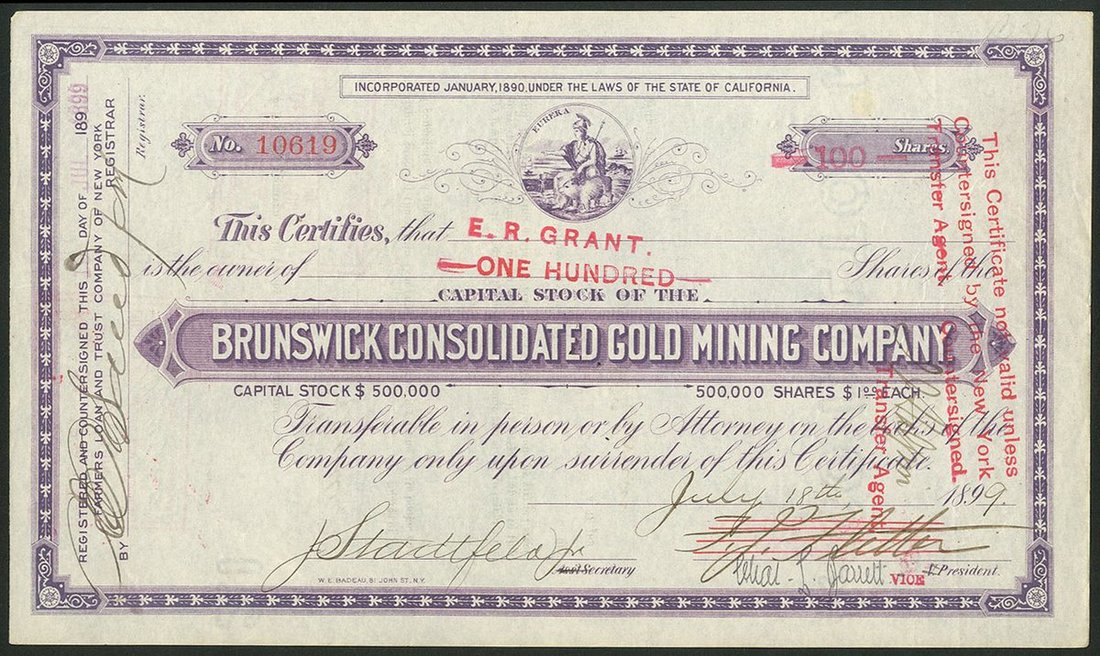 INCORPORATED JANUARY, 1890, UNDER THE LAWS OF THE STATE OF CALIFORNIA.
EUREKA
No. 10619
100 Shares
This Certifies, that E. R. GRANT.
is the owner of ONE HUNDRED Shares of the
CAPITAL STOCK OF THE
BRUNSWICK CONSOLIDATED GOLD MINING COMPANY
CAPITAL STOCK $ 500,000 500,000 SHARES $ 1.00 EACH.
Transferable in person or by Attorney on the books of the
Company only upon surrender of this Certificate.
July 18th 1899.
J Stadtfeld Jr
Secretary
Chas. L. Jarrett
VICE President.
W. E. BADEAU, 81 JOHN ST. N.Y.
REGISTERED AND COUNTERSIGNED THIS DAY OF 189
FARMERS LOAN AND TRUST COMPANY OF NEW YORK
BY REGISTRAR
Registrar.
This Certificate not valid unless
Countersigned by the New York
Transfer Agent.
Countersigned.
Transfer Agent